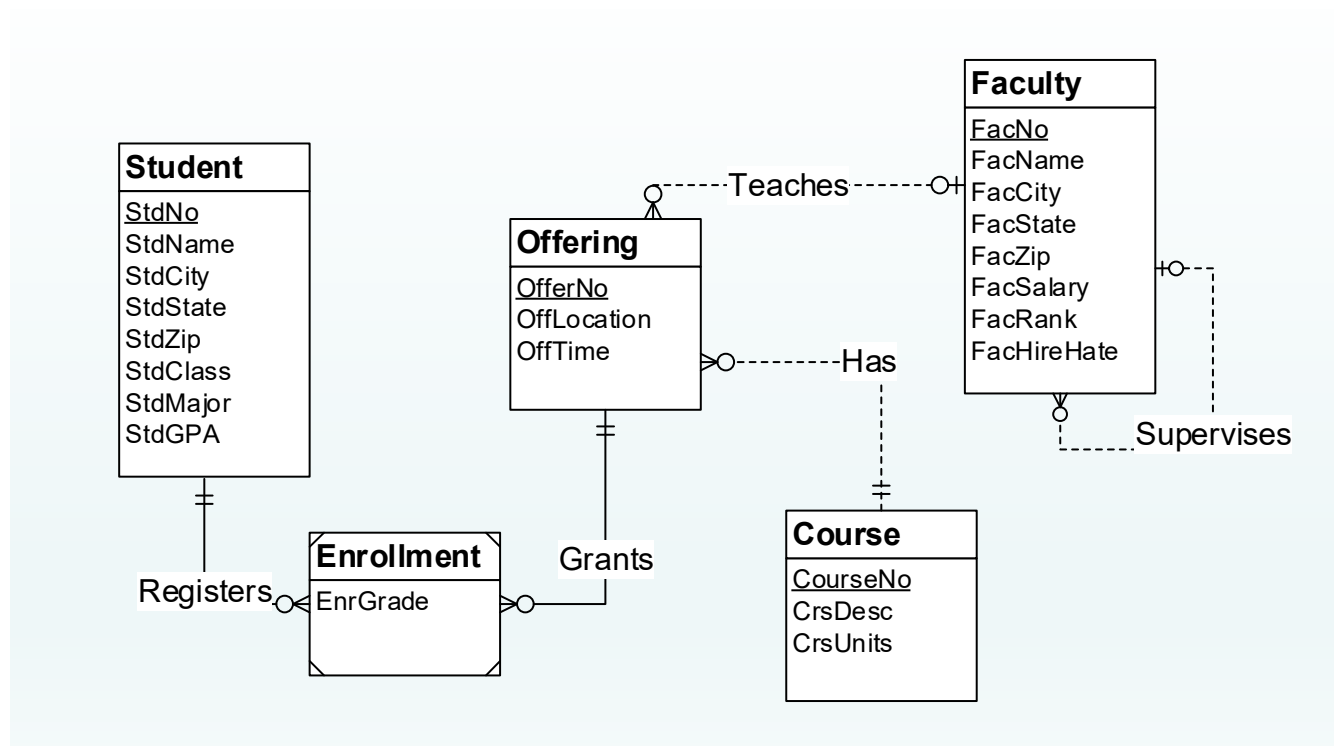 Student
StdNo
StdName
StdCity
StdState
StdZip
StdClass
StdMajor
StdGPA
Registers
Enrollment
EnrGrade
Grants
Offering
OfferNo
OffLocation
OffTime
Teaches
Has
Faculty
FacNo
FacName
FacCity
FacState
FacZip
FacSalary
FacRank
FacHireHate
Supervises
Course
CourseNo
CrsDesc
CrsUnits